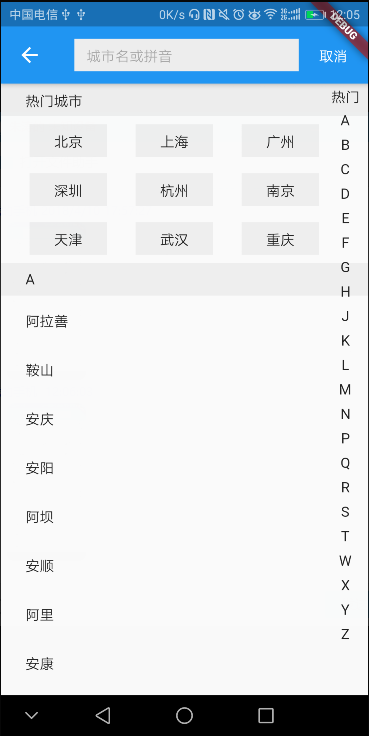 中国电信 0K/s 12:05
DEBUG
城市名或拼音 取消
热门城市
热门
北京 上海 广州
深圳 杭州 南京
天津 武汉 重庆
A
阿拉善
鞍山
安庆
安阳
阿坝
安顺
阿里
安康
A
B
C
D
E
F
G
H
J
K
L
M
N
P
Q
R
S
T
W
X
Y
Z